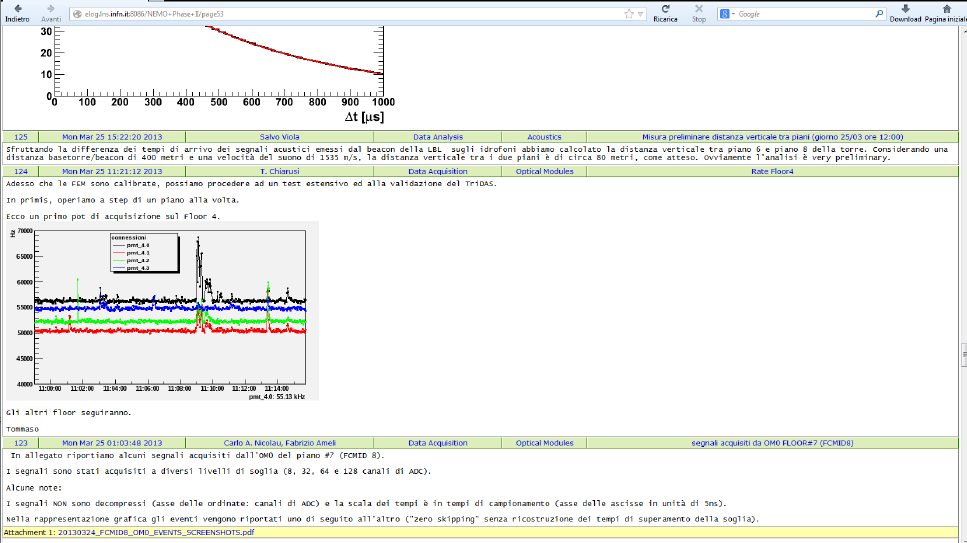 Indietro
Avanti
elog.lns.infn.it:8086/NEMO+Phase+II/page53
Ricarica
Stop
Google
Download
Pagina iniziale
30
20
10
0
0 100 200 300 400 500 600 700 800 900 1000
Δt [μs]
125 Mon Mar 25 15:22:20 2013 Salvo Viola Data Analysis Acoustics Misura preliminare distanza verticale tra piani (giorno 25/03 ore 12:00)
Sfruttando la differenza dei tempi di arrivo dei segnali acustici emessi dal beacon della LBL sugli idrofoni abbiamo calcolato la distanza verticale tra piano 6 e piano 8 della torre. Considerando una
distanza basetorre/beacon di 400 metri e una velocità del suono di 1535 m/s, la distanza verticale tra i due piani è di circa 80 metri, come atteso. Ovviamente l'analisi è very preliminary.
124 Mon Mar 25 11:21:12 2013 T. Chiarusi Data Acquisition Optical Modules Rate Floor4
Adesso che le FEM sono calibrate, possiamo procedere ad un test estensivo ed alla validazione del TriDAS.
In primis, operiamo a step di un piano alla volta.
Ecco un primo pot di acquisizione sul Floor 4.
Hz
70000
65000
60000
55000
50000
45000
40000
connessioni
pmt_4.0
pmt_4.1
pmt_4.2
pmt_4.3
11:00:00 11:02:00 11:04:00 11:06:00 11:08:00 11:10:00 11:12:00 11:14:00
pmt_4.0: 55.13 kHz
Gli altri floor seguiranno.
Tommaso
123 Mon Mar 25 01:03:48 2013 Carlo A. Nicolau, Fabrizio Ameli Data Acquisition Optical Modules segnali acquisiti da OM0 FLOOR#7 (FCMID8)
In allegato riportiamo alcuni segnali acquisiti dall'OM0 del piano #7 (FCMID 8).
I segnali sono stati acquisiti a diversi livelli di soglia (8, 32, 64 e 128 canali di ADC).
Alcune note:
I segnali NON sono decompressi (asse delle ordinate: canali di ADC) e la scala dei tempi è in tempi di campionamento (asse delle ascisse in unità di 5ns).
Nella rappresentazione grafica gli eventi vengono riportati uno di seguito all'altro ("zero skipping" senza ricostruzione dei tempi di superamento della soglia).
Attachment 1: 20130324_FCMID8_OM0_EVENTS_SCREENSHOTS.pdf